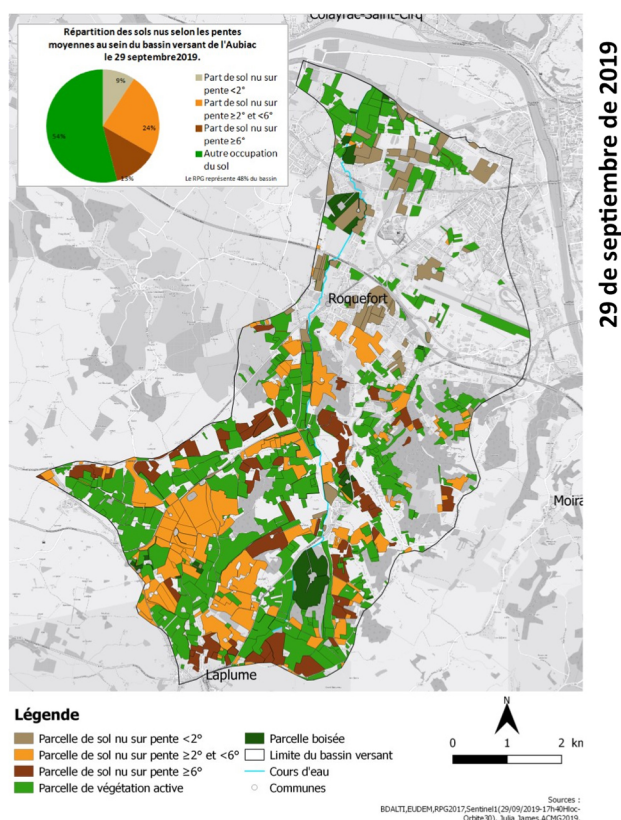 Colayrac-Saint-Cirq
Répartition des sols nus selon les pentes
moyennes au sein du bassin versant de l'Aubiac
le 29 septembre2019.
9%
24%
13%
54%
Part de sol nu sur
pente <2°
Part de sol nu sur
pente ≥2° et <6°
Part de sol nu sur
pente ≥6°
Autre occupation
du sol
Le RPG représente 48% du bassin
29 de septiembre de 2019
Roquefort
Moira
Laplume
Légende
Parcelle de sol nu sur pente <2°
Parcelle de sol nu sur pente ≥2° et <6°
Parcelle de sol nu sur pente ≥6°
Parcelle de végétation active
Parcelle boisée
Limite du bassin versant
Cours d'eau
Communes
N
0 1 2 km
Sources :
BDALTI,EUDEM,RPG2017,Sentinel1(29/09/2019-17h40Hloc-
Orbite30), Julia James ACMG2019.